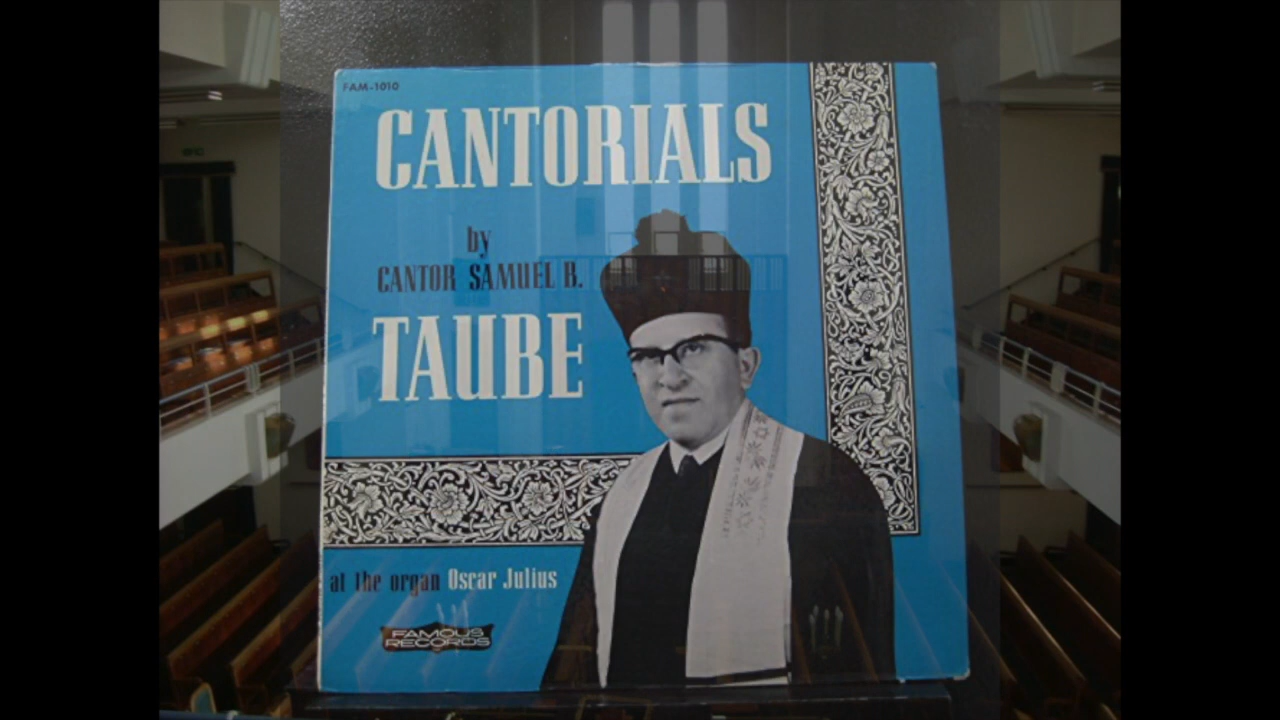 FAM-1010
CANTORIALS
by
CANTOR SAMUEL B.
TAUBE
at the organ Oscar Julius
FAMOUS
RECORDS